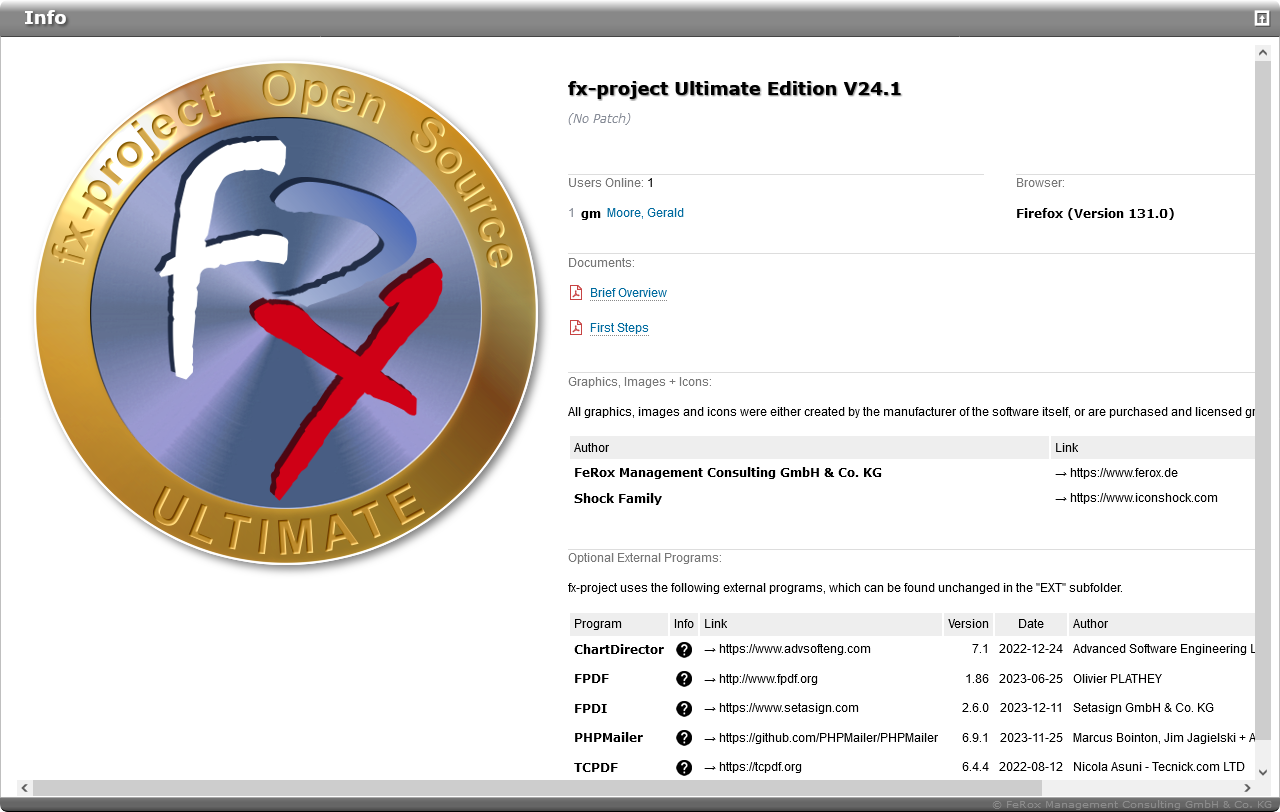 Info
fx-project Open Source
ULTIMATE
fx-project Ultimate Edition V24.1
(No Patch)
Users Online: 1
Browser:
1 gm Moore, Gerald
Firefox (Version 131.0)
Documents:
Brief Overview
First Steps
Graphics, Images + Icons:
All graphics, images and icons were either created by the manufacturer of the software itself, or are purchased and licensed gr
Author Link
FeRox Management Consulting GmbH & Co. KG → https://www.ferox.de
Shock Family → https://www.iconshock.com
Optional External Programs:
fx-project uses the following external programs, which can be found unchanged in the "EXT" subfolder.
Program Info Link Version Date Author
ChartDirector ? → https://www.advsofteng.com 7.1 2022-12-24 Advanced Software Engineering L
FPDF ? → http://www.fpdf.org 1.86 2023-06-25 Olivier PLATHEY
FPDI ? → https://www.setasign.com 2.6.0 2023-12-11 Setasign GmbH & Co. KG
PHPMailer ? → https://github.com/PHPMailer/PHPMailer 6.9.1 2023-11-25 Marcus Bointon, Jim Jagielski + A
TCPDF ? → https://tcpdf.org 6.4.4 2022-08-12 Nicola Asuni - Tecnick.com LTD
© FeRox Management Consulting GmbH & Co. KG